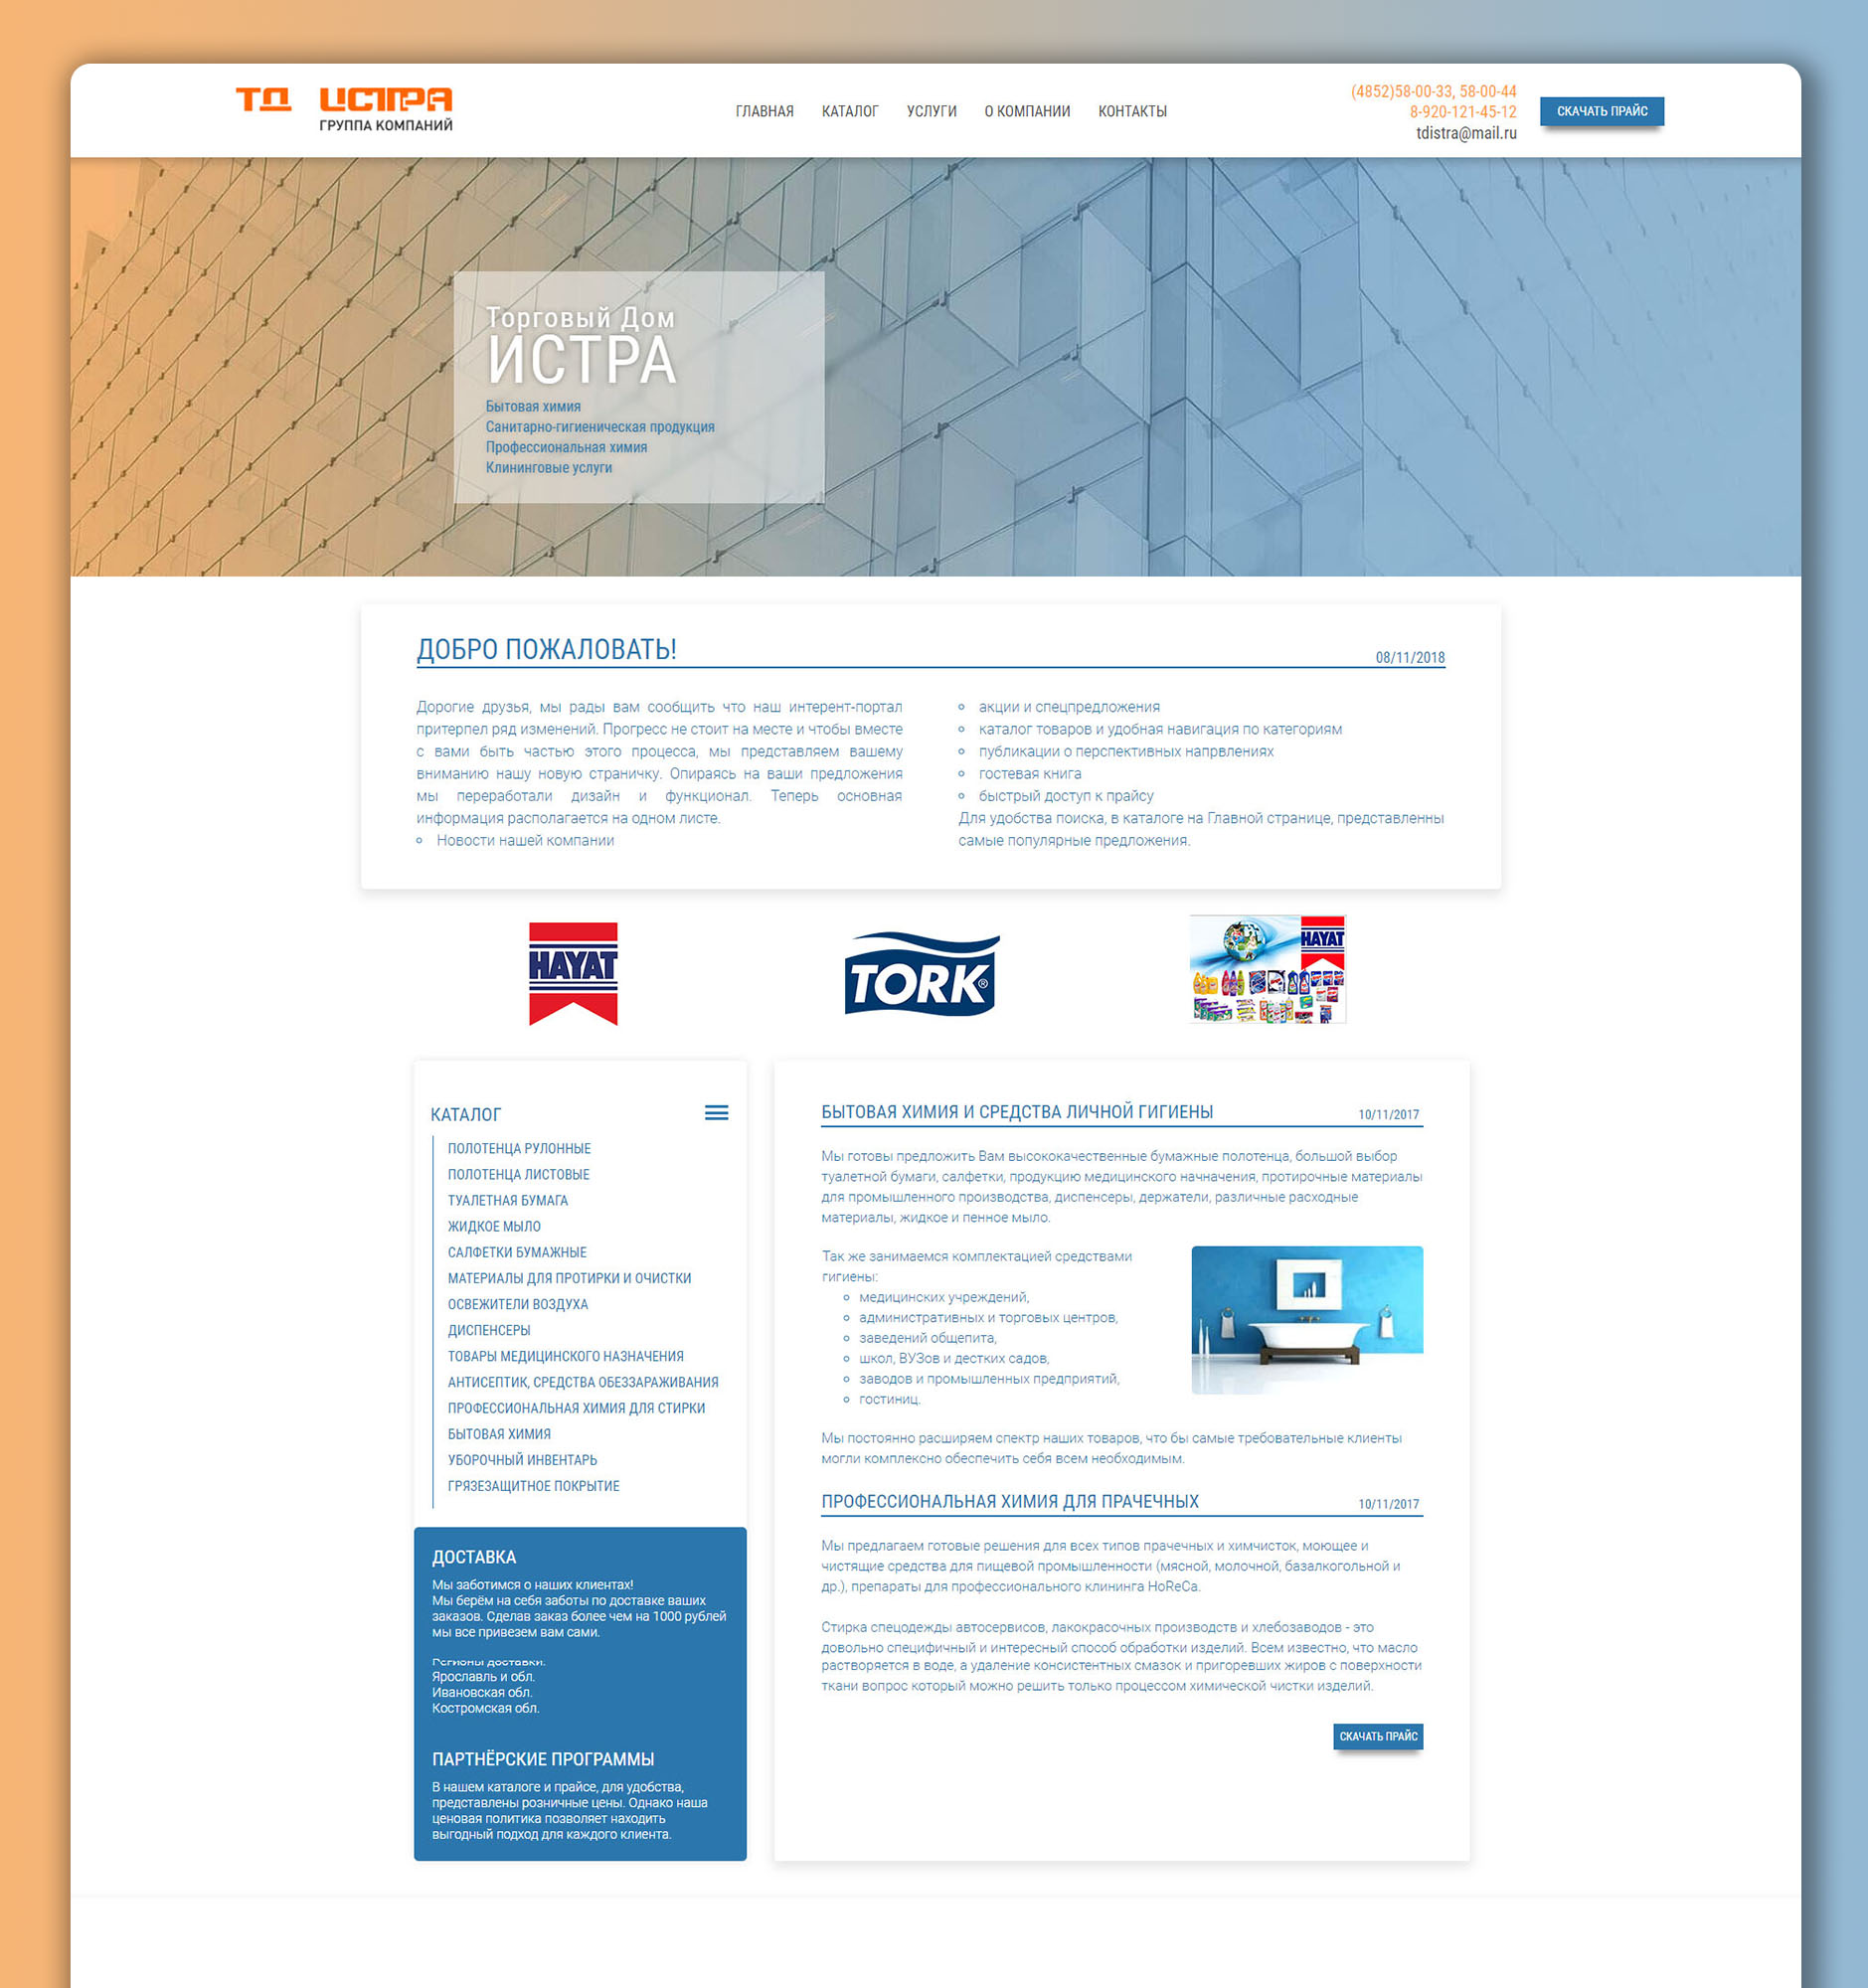 ТД ИСТРА
ГРУППА КОМПАНИЙ
ГЛАВНАЯ КАТАЛОГ УСЛУГИ О КОМПАНИИ КОНТАКТЫ
(4852)58-00-33, 58-00-44
8-920-121-45-12
tdistra@mail.ru
СКАЧАТЬ ПРАЙС
Торговый Дом
ИСТРА
Бытовая химия
Санитарно-гигиеническая продукция
Профессиональная химия
Клининговые услуги
ДОБРО ПОЖАЛОВАТЬ!
08/11/2018
Дорогие друзья, мы рады вам сообщить что наш интерент-портал
притерпел ряд изменений. Прогресс не стоит на месте и чтобы вместе
с вами быть частью этого процесса, мы представляем вашему
вниманию нашу новую страничку. Опираясь на ваши предложения
мы переработали дизайн и функционал. Теперь основная
информация располагается на одном листе.
Новости нашей компании
акции и спецпредложения
каталог товаров и удобная навигация по категориям
публикации о перспективных напрвлениях
гостевая книга
быстрый доступ к прайсу
Для удобства поиска, в каталоге на Главной странице, представленны
самые популярные предложения.
HAYAT
TORK®
HAYAT
КАТАЛОГ
ПОЛОТЕНЦА РУЛОННЫЕ
ПОЛОТЕНЦА ЛИСТОВЫЕ
ТУАЛЕТНАЯ БУМАГА
ЖИДКОЕ МЫЛО
САЛФЕТКИ БУМАЖНЫЕ
МАТЕРИАЛЫ ДЛЯ ПРОТИРКИ И ОЧИСТКИ
ОСВЕЖИТЕЛИ ВОЗДУХА
ДИСПЕНСЕРЫ
ТОВАРЫ МЕДИЦИНСКОГО НАЗНАЧЕНИЯ
АНТИСЕПТИК, СРЕДСТВА ОБЕЗЗАРАЖИВАНИЯ
ПРОФЕССИОНАЛЬНАЯ ХИМИЯ ДЛЯ СТИРКИ
БЫТОВАЯ ХИМИЯ
УБОРОЧНЫЙ ИНВЕНТАРЬ
ГРЯЗЕЗАЩИТНОЕ ПОКРЫТИЕ
ДОСТАВКА
Мы заботимся о наших клиентах!
Мы берём на себя заботы по доставке ваших
заказов. Сделав заказ более чем на 1000 рублей
мы все привезем вам сами.
Регионы доставки:
Ярославль и обл.
Ивановская обл.
Костромская обл.
ПАРТНЁРСКИЕ ПРОГРАММЫ
В нашем каталоге и прайсе, для удобства,
представлены розничные цены. Однако наша
ценовая политика позволяет находить
выгодный подход для каждого клиента.
БЫТОВАЯ ХИМИЯ И СРЕДСТВА ЛИЧНОЙ ГИГИЕНЫ
10/11/2017
Мы готовы предложить Вам высококачественные бумажные полотенца, большой выбор
туалетной бумаги, салфетки, продукцию медицинского начначения, протирочные материалы
для промышленного производства, диспенсеры, держатели, различные расходные
материалы, жидкое и пенное мыло.
Так же занимаемся комплектацией средствами
гигиены:
медицинских учреждений,
административных и торговых центров,
заведений общепита,
школ, ВУЗов и дестких садов,
заводов и промышленных предприятий,
гостиниц.
Мы постоянно расширяем спектр наших товаров, что бы самые требовательные клиенты
могли комплексно обеспечить себя всем необходимым.
ПРОФЕССИОНАЛЬНАЯ ХИМИЯ ДЛЯ ПРАЧЕЧНЫХ
10/11/2017
Мы предлагаем готовые решения для всех типов прачечных и химчисток, моющее и
чистящие средства для пищевой промышленности (мясной, молочной, базалкогольной и
др.), препараты для профессионального клининга HoReCa.
Стирка спецодежды автосервисов, лакокрасочных производств и хлебозаводов - это
довольно специфичный и интересный способ обработки изделий. Всем известно, что масло
растворяется в воде, а удаление консистентных смазок и пригоревших жиров с поверхности
ткани вопрос который можно решить только процессом химической чистки изделий.
СКАЧАТЬ ПРАЙС